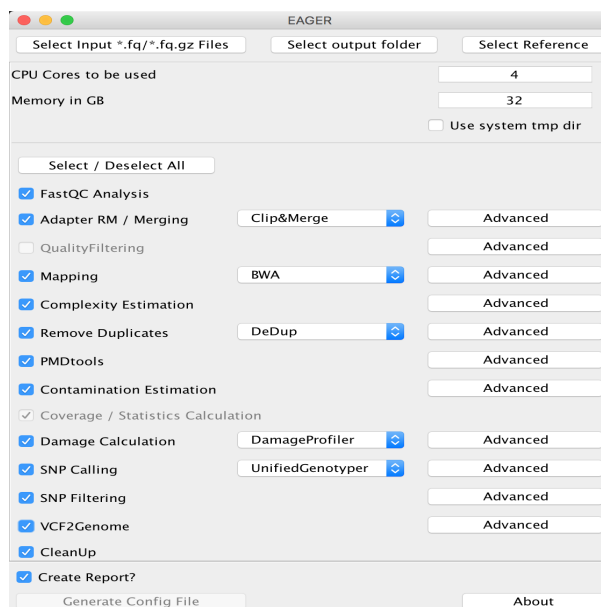 EAGER
Select Input *.fq/*.fq.gz Files Select output folder Select Reference
CPU Cores to be used 4
Memory in GB 32
Use system tmp dir
Select / Deselect All
FastQC Analysis
Adapter RM / Merging Clip&Merge Advanced
QualityFiltering Advanced
Mapping BWA Advanced
Complexity Estimation Advanced
Remove Duplicates DeDup Advanced
PMDtools Advanced
Contamination Estimation Advanced
Coverage / Statistics Calculation
Damage Calculation DamageProfiler Advanced
SNP Calling UnifiedGenotyper Advanced
SNP Filtering Advanced
VCF2Genome Advanced
CleanUp
Create Report?
Generate Config File About